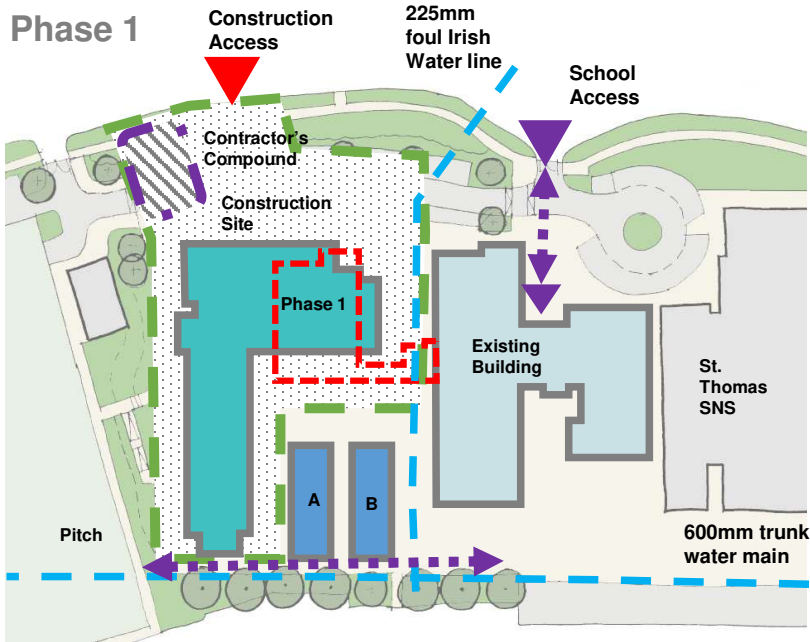 Phase 1
Construction
Access
225mm
foul Irish
Water line
School
Access
Contractor's
Compound
Construction
Site
Phase 1
Existing
Building
St.
Thomas
SNS
A
B
Pitch
600mm trunk
water main